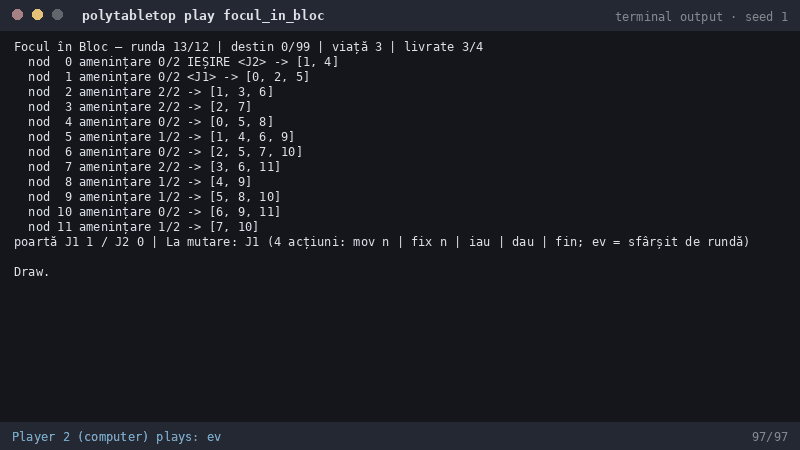 polytabletop play focul_in_bloc
terminal output · seed 1
Focul în Bloc — runda 13/12 | destin 0/99 | viață 3 | livrate 3/4
nod 0 amenințare 0/2 IEȘIRE <J2> -> [1, 4]
nod 1 amenințare 0/2 <J1> -> [0, 2, 5]
nod 2 amenințare 2/2 -> [1, 3, 6]
nod 3 amenințare 2/2 -> [2, 7]
nod 4 amenințare 0/2 -> [0, 5, 8]
nod 5 amenințare 1/2 -> [1, 4, 6, 9]
nod 6 amenințare 0/2 -> [2, 5, 7, 10]
nod 7 amenințare 2/2 -> [3, 6, 11]
nod 8 amenințare 1/2 -> [4, 9]
nod 9 amenințare 1/2 -> [5, 8, 10]
nod 10 amenințare 0/2 -> [6, 9, 11]
nod 11 amenințare 1/2 -> [7, 10]
poartă J1 1 / J2 0 | La mutare: J1 (4 acțiuni: mov n | fix n | iau | dau | fin; ev = sfârșit de rundă)
Draw.
Player 2 (computer) plays: ev
97/97